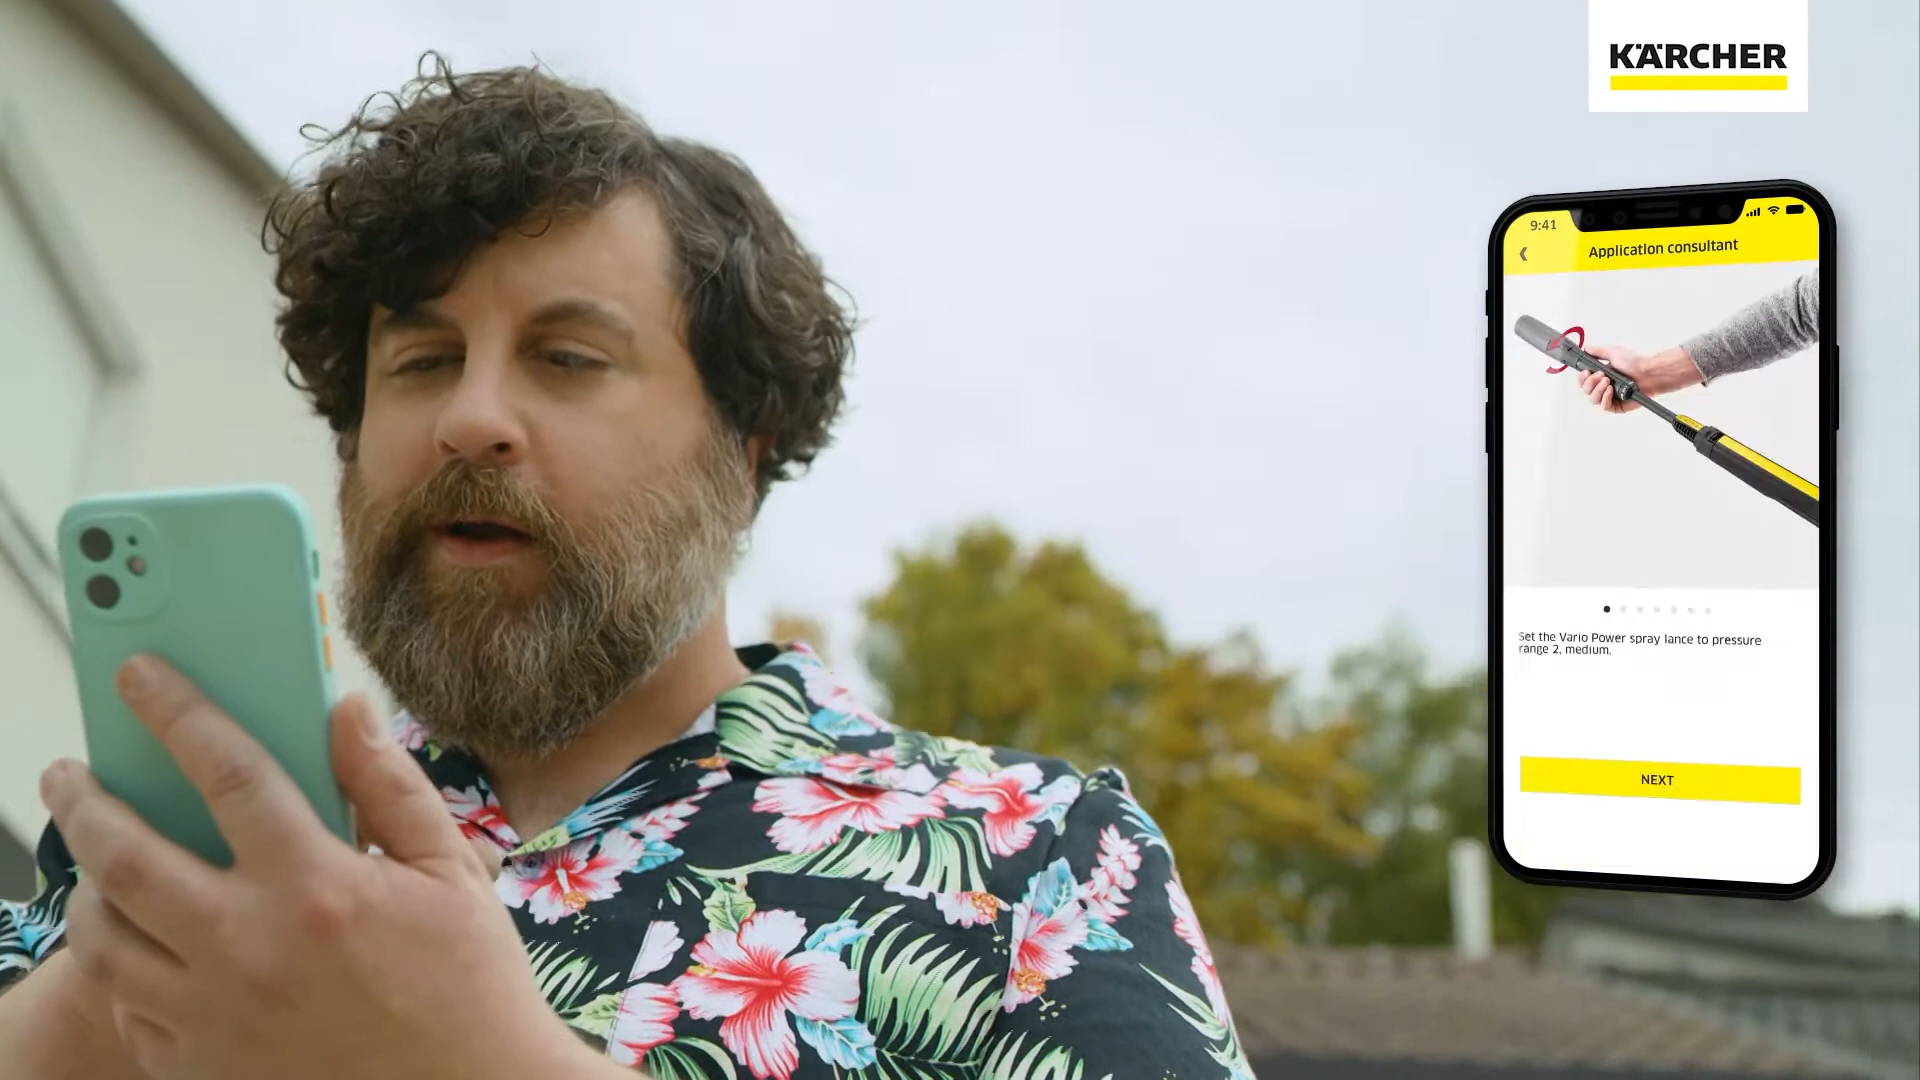 KÄRCHER
9:41
Application consultant
Set the Vario Power spray lance to pressure
range 2, medium.
NEXT